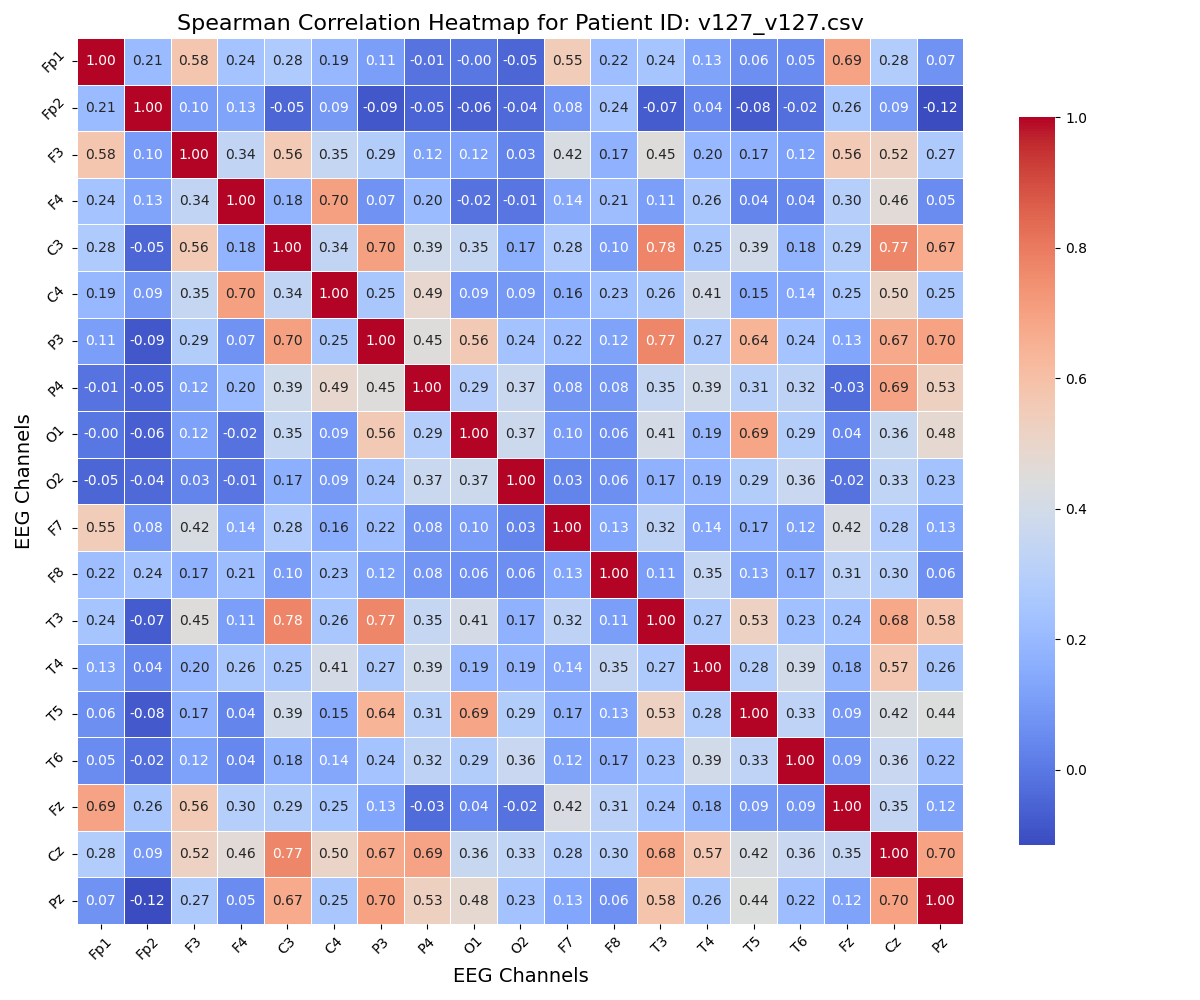 Spearman Correlation Heatmap for Patient ID: v127_v127.csv
Fp1 1.00 0.21 0.58 0.24 0.28 0.19 0.11 -0.01 -0.00 -0.05 0.55 0.22 0.24 0.13 0.06 0.05 0.69 0.28 0.07
Fp2 0.21 1.00 0.10 0.13 -0.05 0.09 -0.09 -0.05 -0.06 -0.04 0.08 0.24 -0.07 0.04 -0.08 -0.02 0.26 0.09 -0.12
F3 0.58 0.10 1.00 0.34 0.56 0.35 0.29 0.12 0.12 0.03 0.42 0.17 0.45 0.20 0.17 0.12 0.56 0.52 0.27
F4 0.24 0.13 0.34 1.00 0.18 0.70 0.07 0.20 -0.02 -0.01 0.14 0.21 0.11 0.26 0.04 0.04 0.30 0.46 0.05
C3 0.28 -0.05 0.56 0.18 1.00 0.34 0.70 0.39 0.35 0.17 0.28 0.10 0.78 0.25 0.39 0.18 0.29 0.77 0.67
C4 0.19 0.09 0.35 0.70 0.34 1.00 0.25 0.49 0.09 0.09 0.16 0.23 0.26 0.41 0.15 0.14 0.25 0.50 0.25
P3 0.11 -0.09 0.29 0.07 0.70 0.25 1.00 0.45 0.56 0.24 0.22 0.12 0.77 0.27 0.64 0.24 0.13 0.67 0.70
P4 -0.01 -0.05 0.12 0.20 0.39 0.49 0.45 1.00 0.29 0.37 0.08 0.08 0.35 0.39 0.31 0.32 -0.03 0.69 0.53
O1 -0.00 -0.06 0.12 -0.02 0.35 0.09 0.56 0.29 1.00 0.37 0.10 0.06 0.41 0.19 0.69 0.29 0.04 0.36 0.48
O2 -0.05 -0.04 0.03 -0.01 0.17 0.09 0.24 0.37 0.37 1.00 0.03 0.06 0.17 0.19 0.29 0.36 -0.02 0.33 0.23
F7 0.55 0.08 0.42 0.14 0.28 0.16 0.22 0.08 0.10 0.03 1.00 0.13 0.32 0.14 0.17 0.12 0.42 0.28 0.13
F8 0.22 0.24 0.17 0.21 0.10 0.23 0.12 0.08 0.06 0.06 0.13 1.00 0.11 0.35 0.13 0.17 0.31 0.30 0.06
T3 0.24 -0.07 0.45 0.11 0.78 0.26 0.77 0.35 0.41 0.17 0.32 0.11 1.00 0.27 0.53 0.23 0.24 0.68 0.58
T4 0.13 0.04 0.20 0.26 0.25 0.41 0.27 0.39 0.19 0.19 0.14 0.35 0.27 1.00 0.28 0.39 0.18 0.57 0.26
T5 0.06 -0.08 0.17 0.04 0.39 0.15 0.64 0.31 0.69 0.29 0.17 0.13 0.53 0.28 1.00 0.33 0.09 0.42 0.44
T6 0.05 -0.02 0.12 0.04 0.18 0.14 0.24 0.32 0.29 0.36 0.12 0.17 0.23 0.39 0.33 1.00 0.09 0.36 0.22
Fz 0.69 0.26 0.56 0.30 0.29 0.25 0.13 -0.03 0.04 -0.02 0.42 0.31 0.24 0.18 0.09 0.09 1.00 0.35 0.12
Cz 0.28 0.09 0.52 0.46 0.77 0.50 0.67 0.69 0.36 0.33 0.28 0.30 0.68 0.57 0.42 0.36 0.35 1.00 0.70
Pz 0.07 -0.12 0.27 0.05 0.67 0.25 0.70 0.53 0.48 0.23 0.13 0.06 0.58 0.26 0.44 0.22 0.12 0.70 1.00
Fp1 Fp2 F3 F4 C3 C4 P3 P4 O1 O2 F7 F8 T3 T4 T5 T6 Fz Cz Pz
EEG Channels
EEG Channels
1.0
0.8
0.6
0.4
0.2
0.0